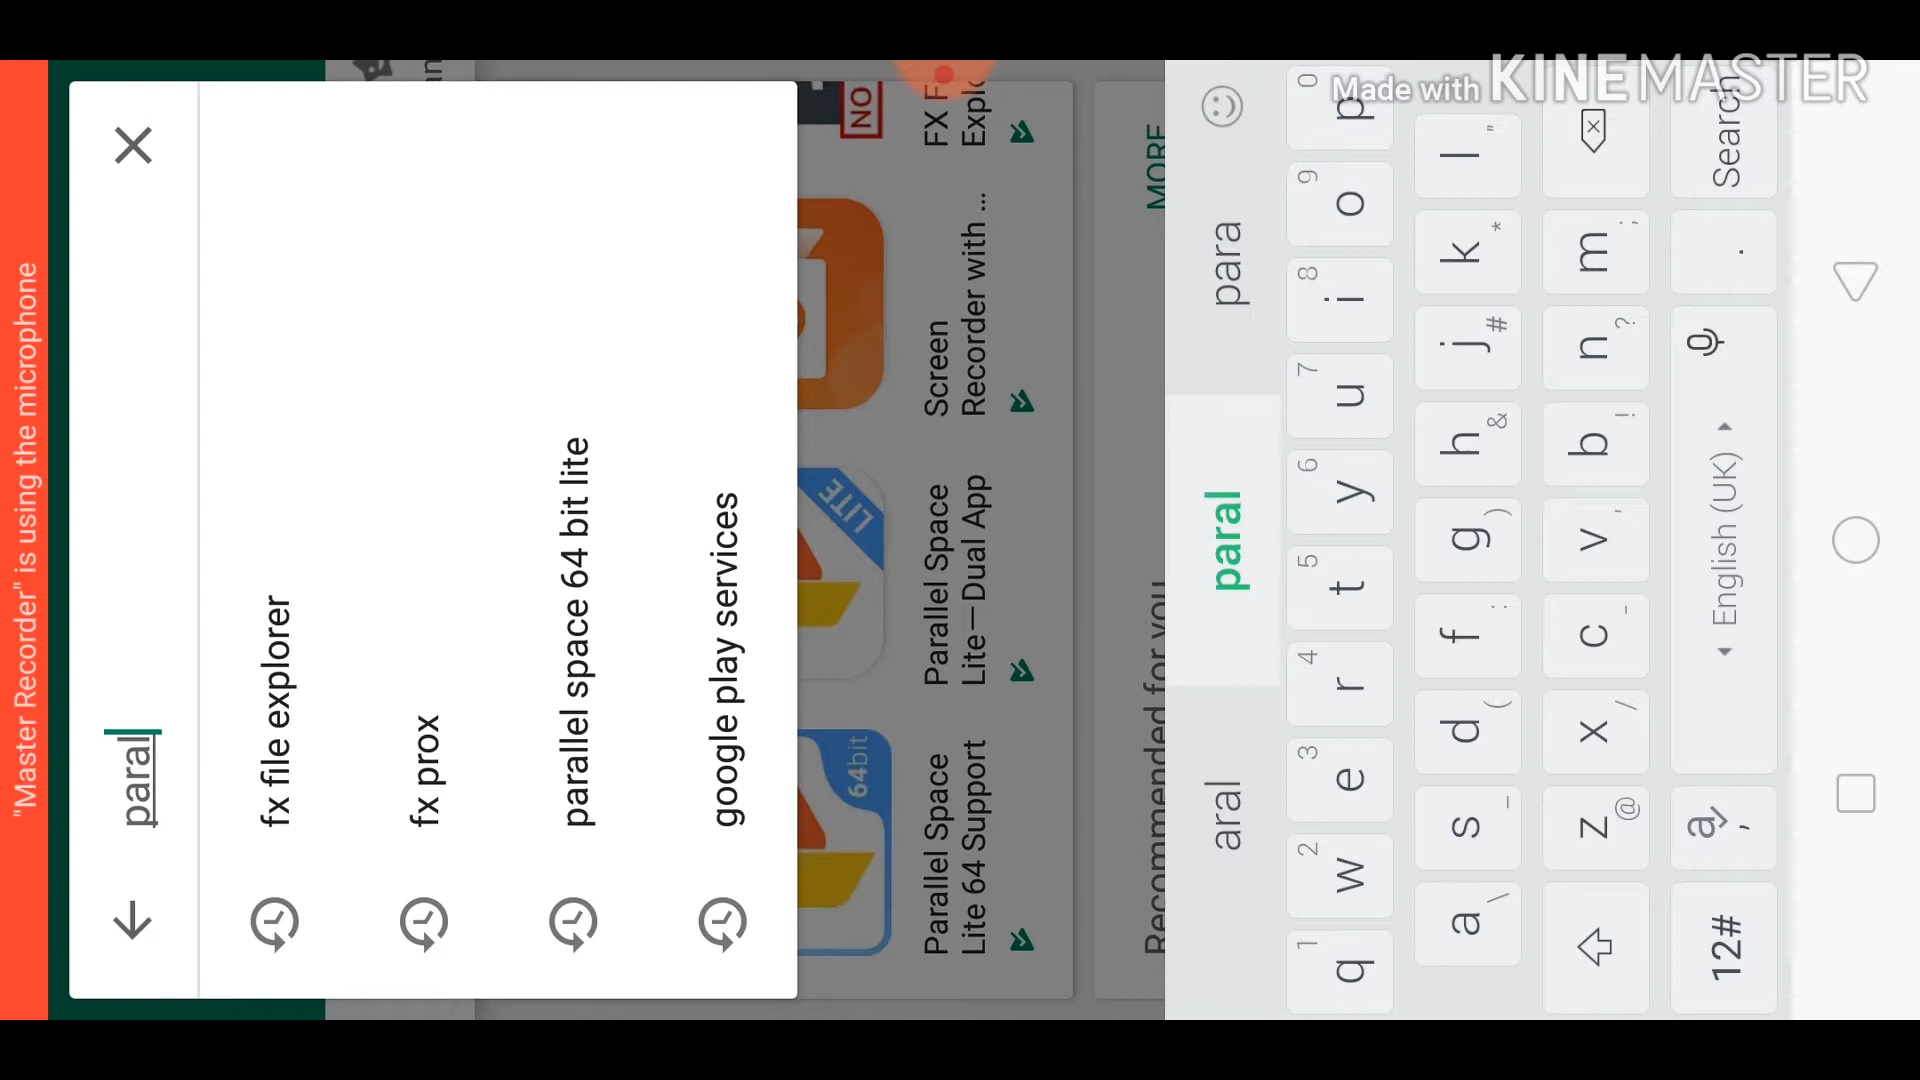 "Master Recorder" is using the microphone
paral
fx file explorer
fx prox
parallel space 64 bit lite
google play services
64bit
LITE
NO
Parallel Space
Lite 64 Support
Parallel Space
Lite—Dual App
Screen
Recorder with ...
FX F
Explo
MORE
Recommended for you
aral
paral
para
1 2 3 4 5 6 7 8 9 0
q w e r t y u i o p
\ _ ( : ) & # * "
a s d f g h j k l
@ / - ' ! ? ;
z x c v b n m
12# a , English (UK) . Search
Made with KINEMASTER